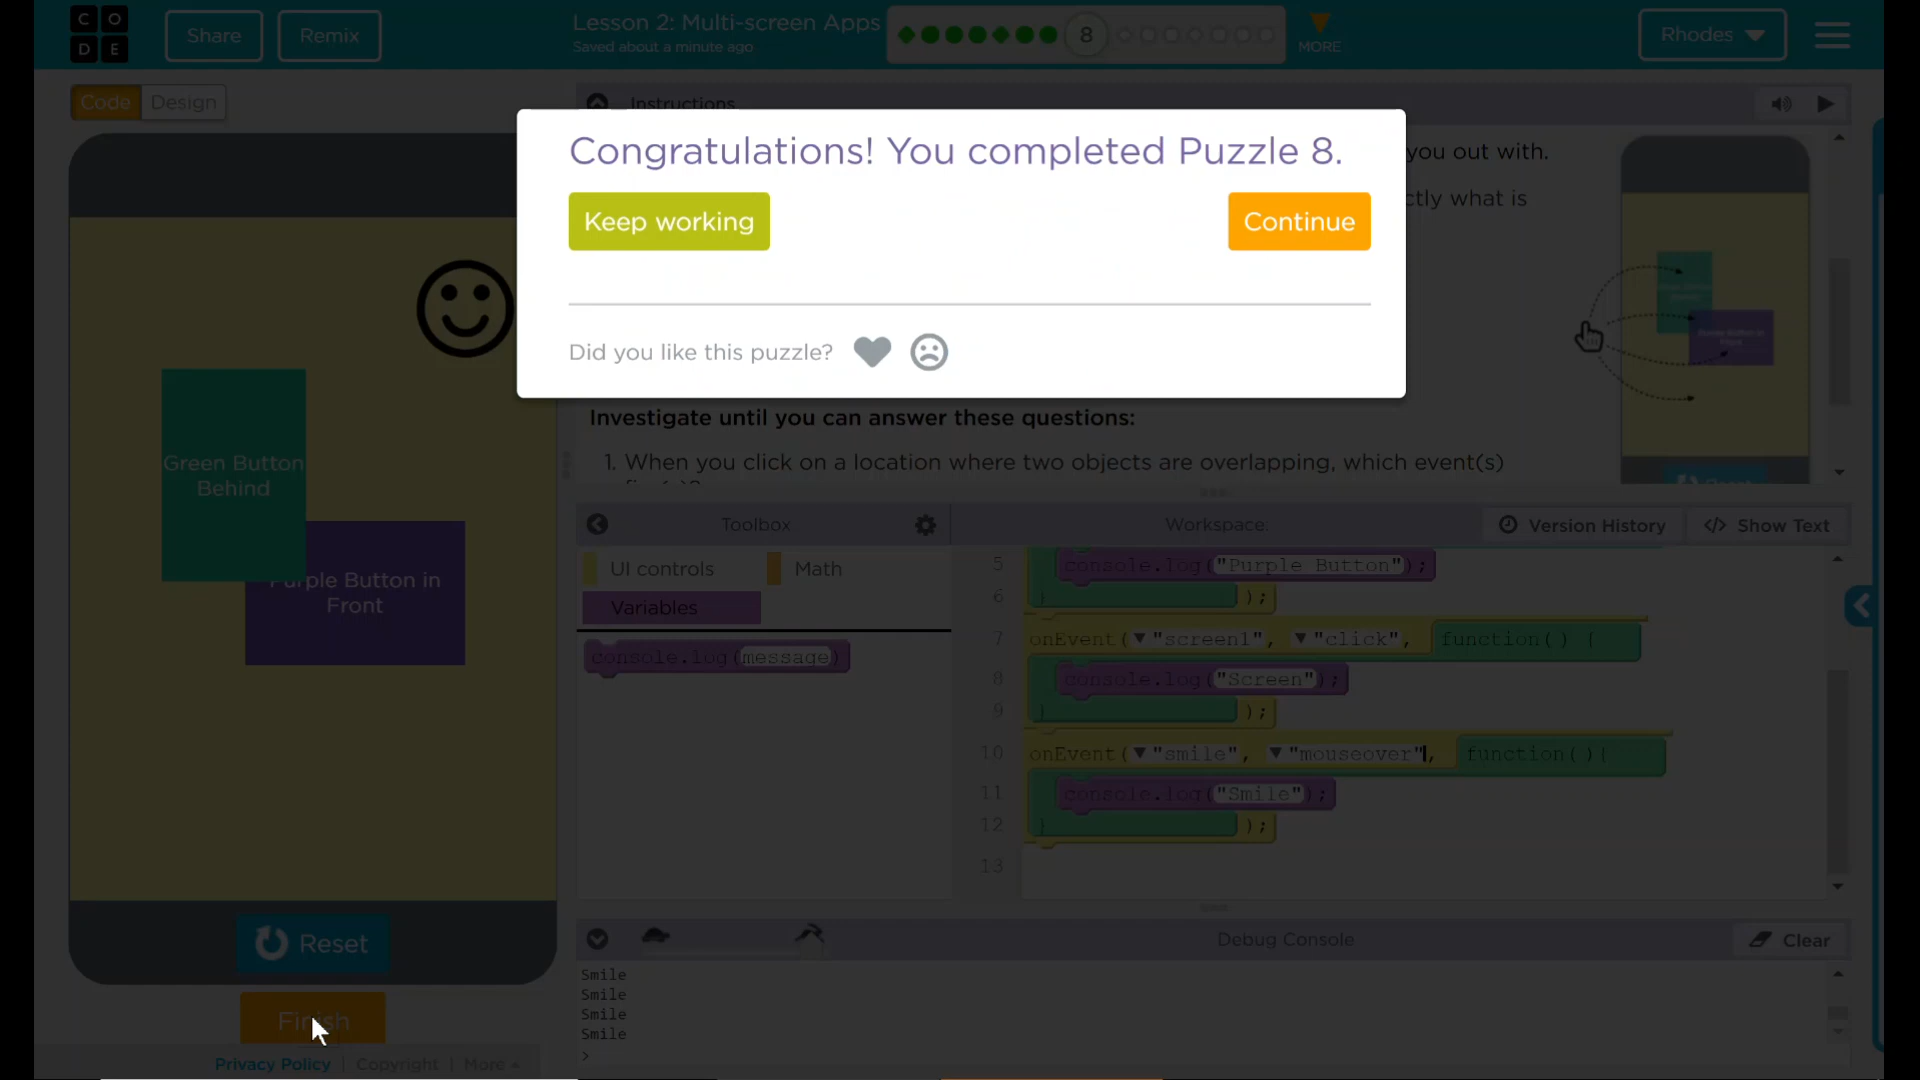 C O
D E
Share
Remix
Lesson 2: Multi-screen Apps
Saved about a minute ago
8
MORE
Rhodes
Code
Design
Instructions
Congratulations! You completed Puzzle 8.
Keep working
Continue
Did you like this puzzle?
you out with.
ctly what is
Investigate until you can answer these questions:
1. When you click on a location where two objects are overlapping, which event(s)
Green Button
Behind
Purple Button in
Front
Toolbox
Workspace:
Version History
Show Text
UI controls
Math
Variables
console.log(message)
5 console.log("Purple Button");
6 } );
7 onEvent( "screen1", "click", function() {
8 console.log("Screen");
9 } );
10 onEvent( "smile", "mouseover", function(){
11 console.log("Smile");
12 } );
13
Reset
Finish
Debug Console
Clear
Smile
Smile
Smile
Smile
>
Privacy Policy | Copyright | More